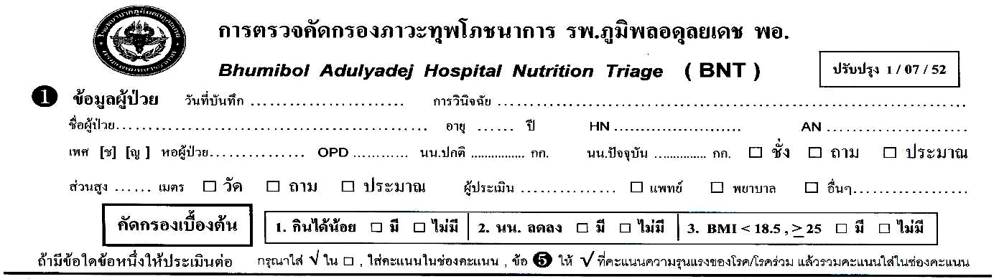 การตรวจคัดกรองภาวะทุพโภชนาการ รพ.ภูมิพลอดุลยเดช พอ.
Bhumibol Adulyadej Hospital Nutrition Triage ( BNT )
ปรับปรุง 1 / 07 / 52
1 ข้อมูลผู้ป่วย วันที่บันทึก ........................ การวินิจฉัย ........................................................................
ชื่อผู้ป่วย................................................ อายุ ...... ปี HN ........................ AN ......................
เพศ [ช] [ญ ] หอผู้ป่วย............... OPD ........... นน.ปกติ ............... กก. นน.ปัจจุบัน .............. กก. □ ชั่ง □ ถาม □ ประมาณ
ส่วนสูง ...... เมตร □ วัด □ ถาม □ ประมาณ ผู้ประเมิน ............... □ แพทย์ □ พยาบาล □ อื่นๆ..................
คัดกรองเบื้องต้น 1. กินได้น้อย □ มี □ ไม่มี 2. นน. ลดลง □ มี □ ไม่มี 3. BMI < 18.5 , ≥ 25 □ มี □ ไม่มี
ถ้ามีข้อใดข้อหนึ่งให้ประเมินต่อ กรุณาใส่ √ ใน □ , ใส่คะแนนในช่องคะแนน , ข้อ 5 ให้ √ ที่คะแนนความรุนแรงของโรค/โรคร่วม แล้วรวมคะแนนใส่ในช่องคะแนน